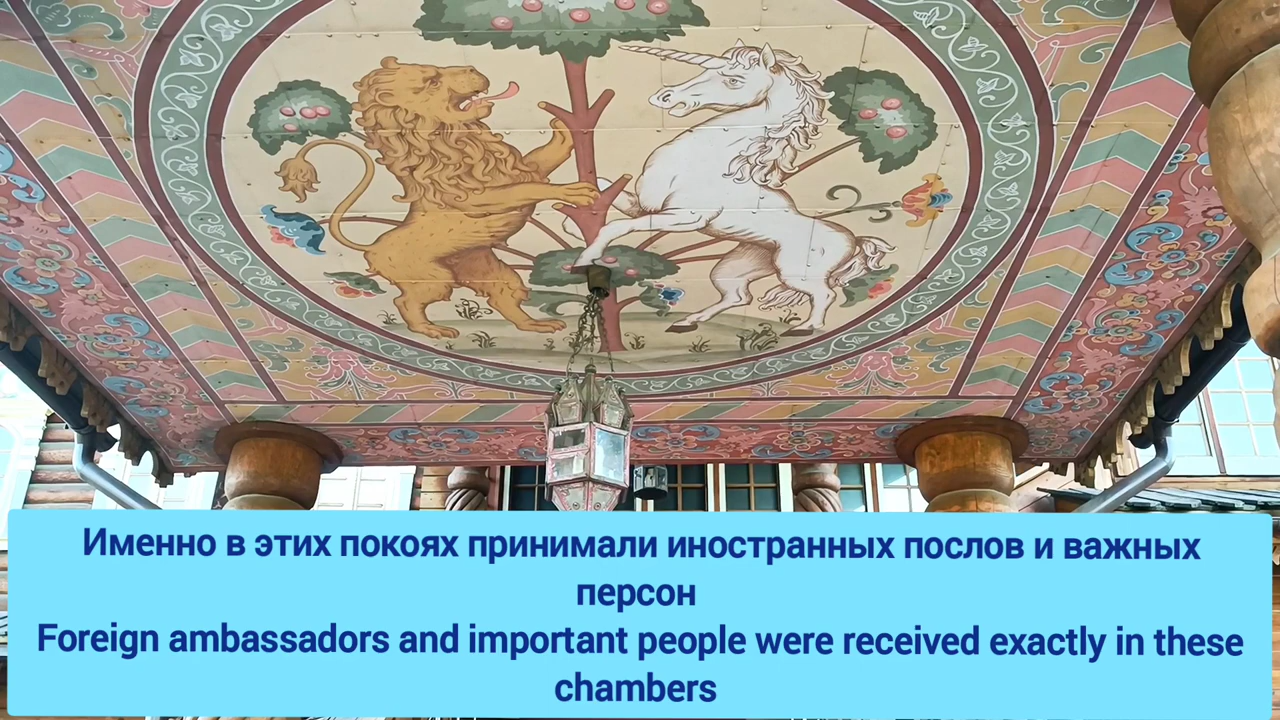 Именно в этих покоях принимали иностранных послов и важных
персон
Foreign ambassadors and important people were received exactly in these
chambers